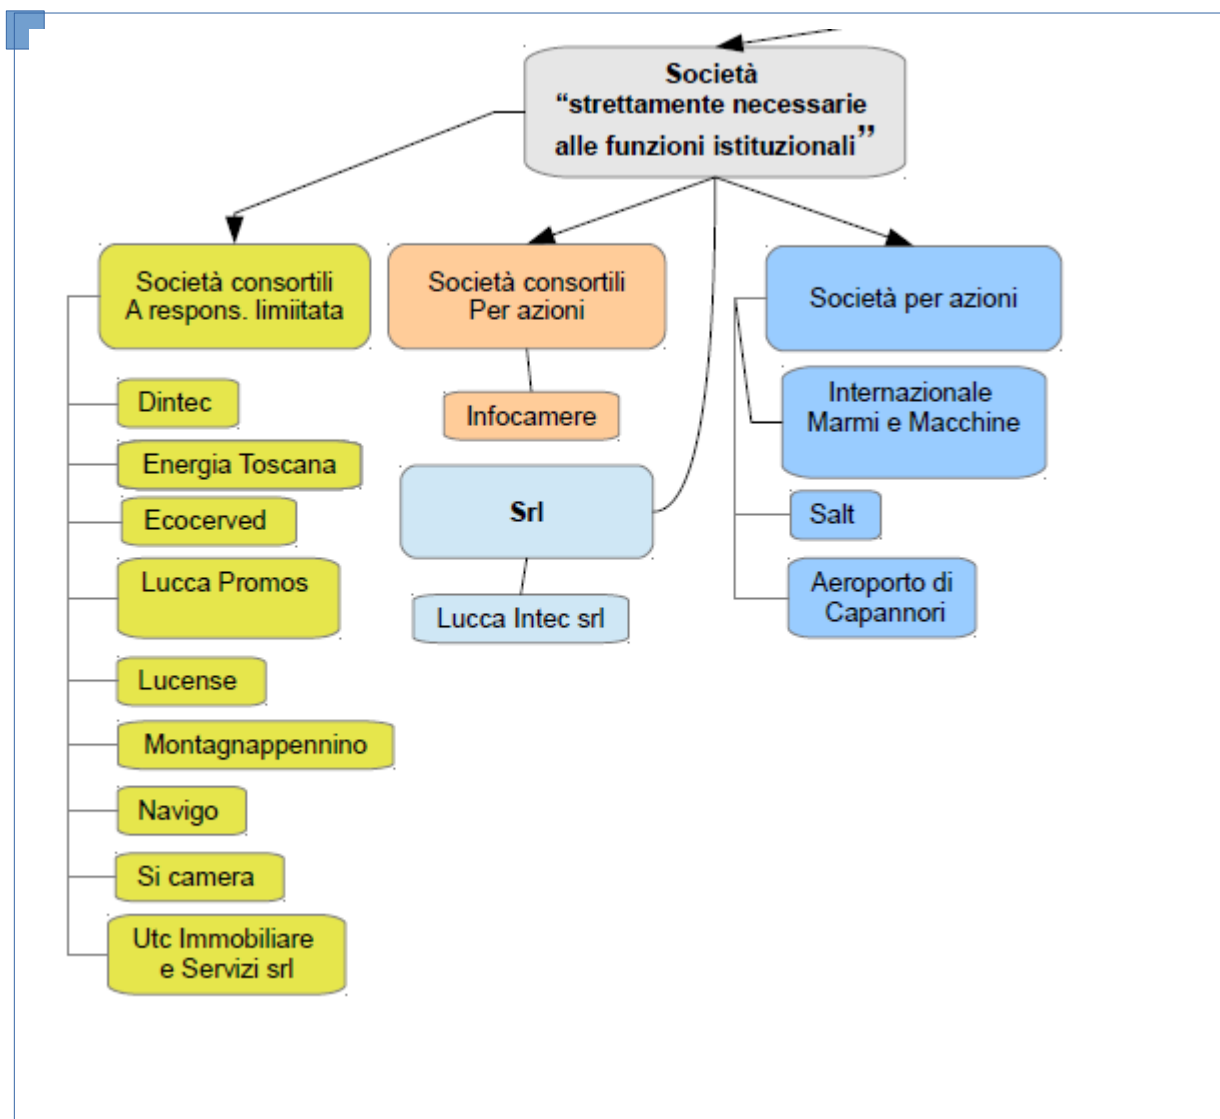 Società
“strettamente necessarie
alle funzioni istituzionali”
Società consortili
A respons. limiitata
Dintec
Energia Toscana
Ecocerved
Lucca Promos
Lucense
Montagnappennino
Navigo
Si camera
Utc Immobiliare
e Servizi srl
Società consortili
Per azioni
Infocamere
Srl
Lucca Intec srl
Società per azioni
Internazionale
Marmi e Macchine
Salt
Aeroporto di
Capannori